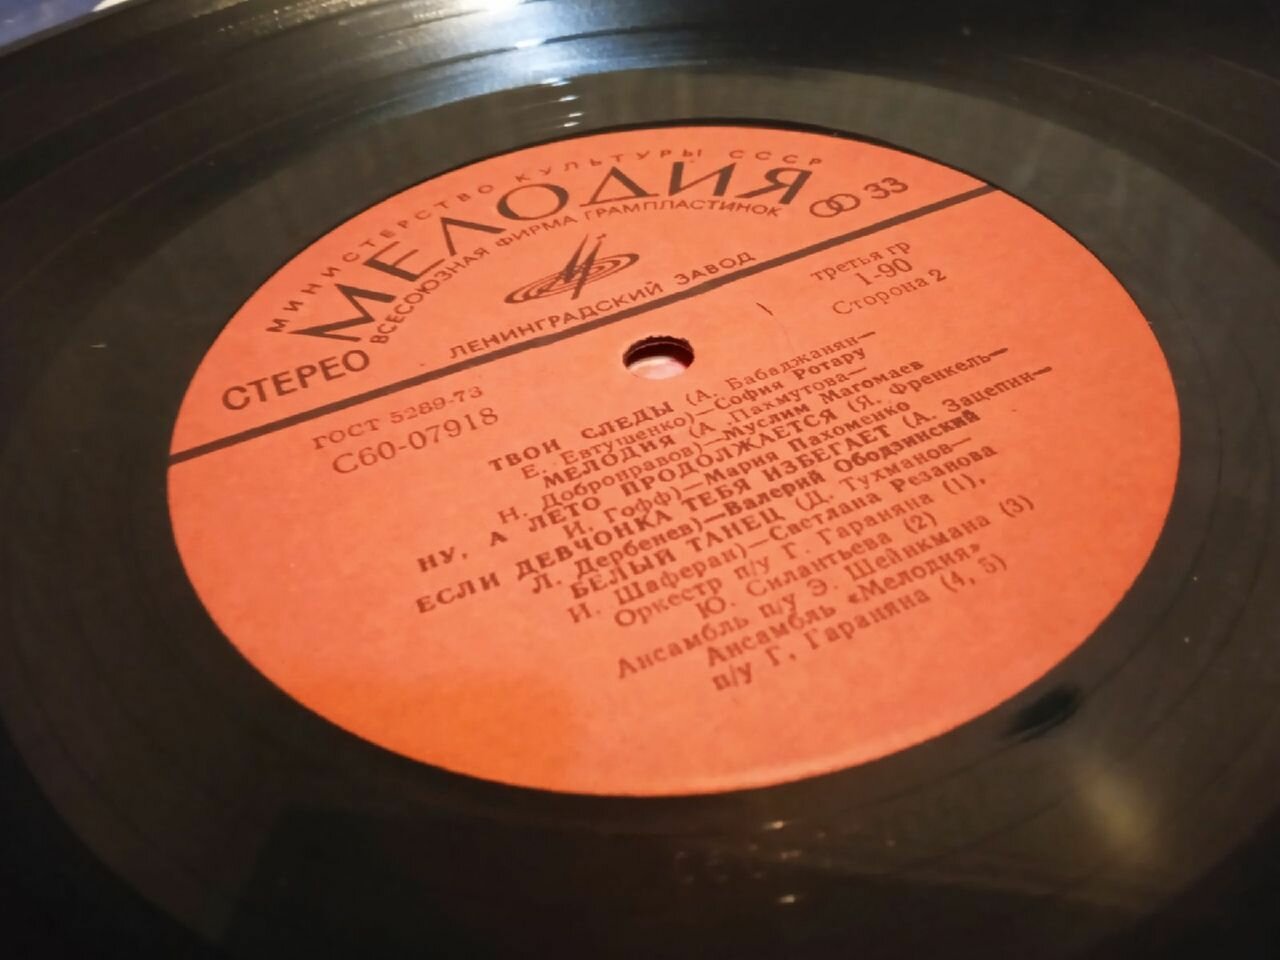 МИНИСТЕРСТВО КУЛЬТУРЫ СССР
МЕЛОДИЯ
ВСЕСОЮЗНАЯ ФИРМА ГРАМПЛАСТИНОК
СТЕРЕО
33
ЛЕНИНГРАДСКИЙ ЗАВОД
ГОСТ 5289-73
С60-07918
третья гр
1-90
Сторона 2
ТВОИ СЛЕДЫ (А. Бабаджанян—
Е. Евтушенко)—София Ротару
МЕЛОДИЯ (А. Пахмутова—
Н. Добронравов)—Муслим Магомаев
НУ, А ЛЕТО ПРОДОЛЖАЕТСЯ (Я. Френкель—
И. Гофф)—Мария Пахоменко
ЕСЛИ ДЕВЧОНКА ТЕБЯ ИЗБЕГАЕТ (А. Зацепин—
Л. Дербенев)—Валерий Ободзинский
БЕЛЫЙ ТАНЕЦ (Д. Тухманов—
И. Шаферан)—Светлана Резанова
Оркестр п/у Г. Гараняна (1),
Ю. Силантьева (2)
Ансамбль п/у Э. Шейнкмана (3)
Ансамбль «Мелодия»
п/у Г. Гараняна (4, 5)